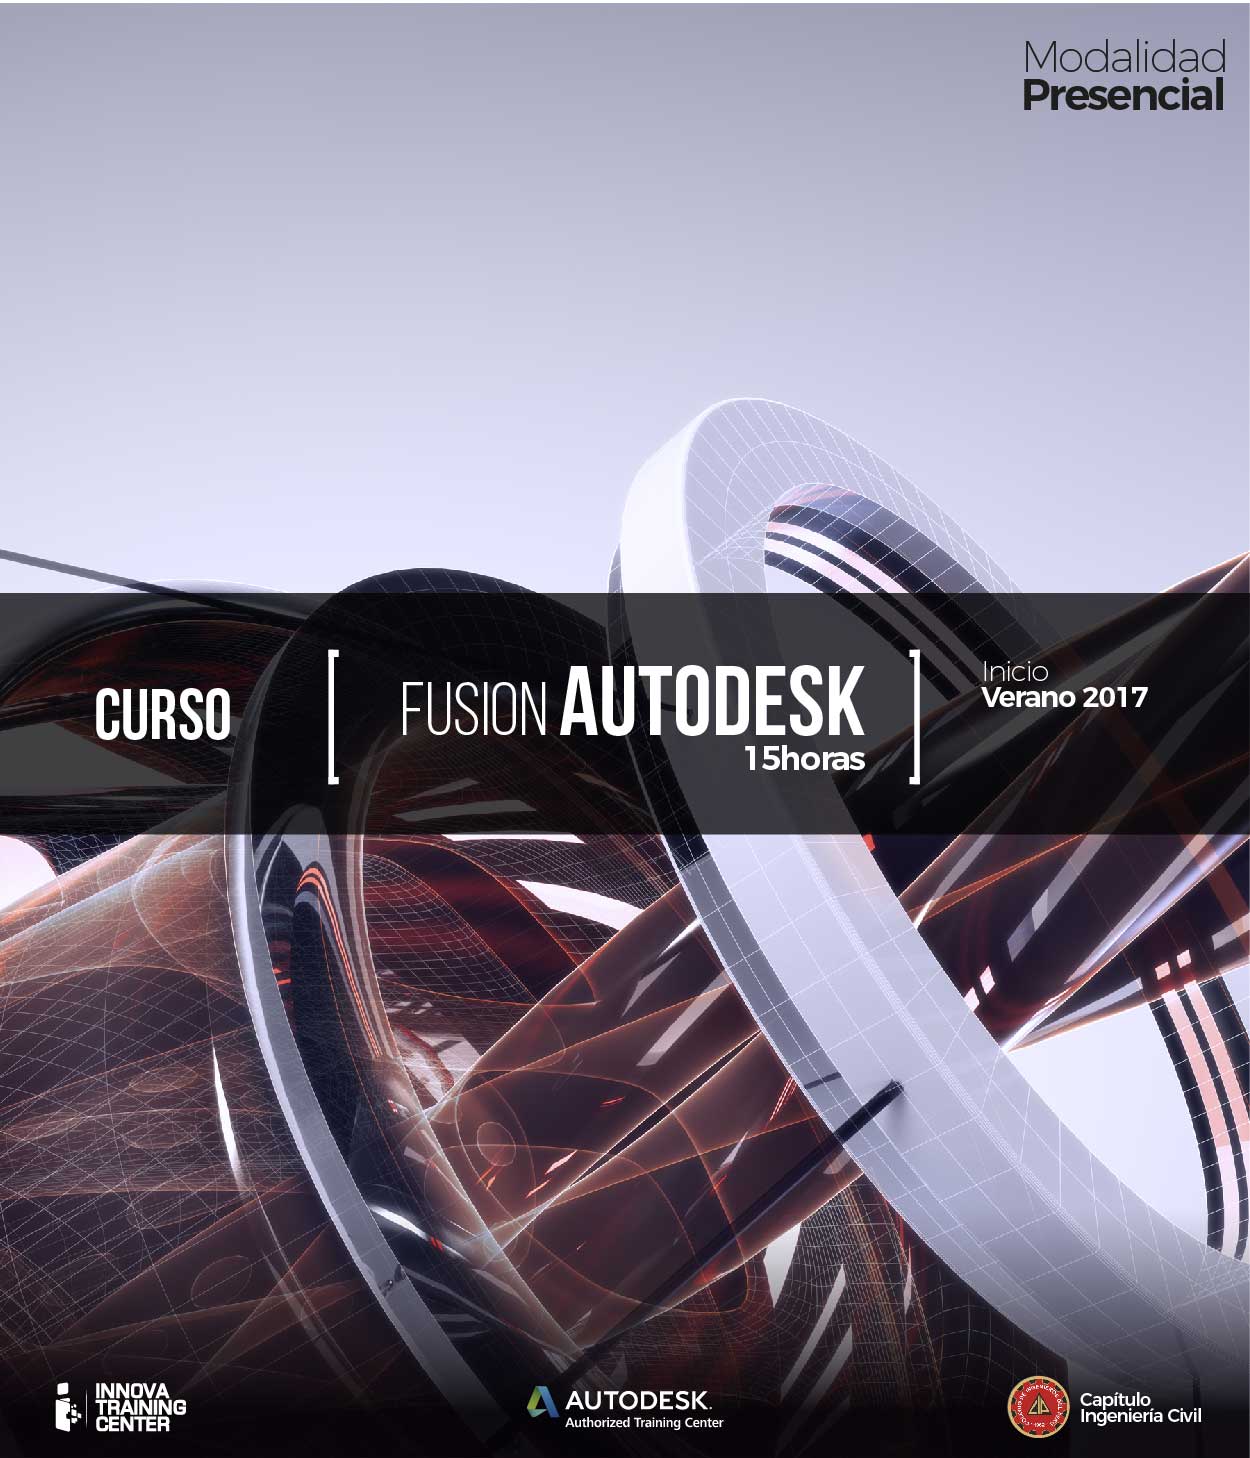 Modalidad
Presencial
CURSO
FUSION AUTODESK
15horas
Inicio
Verano 2017
INNOVA
TRAINING
CENTER
AUTODESK.
Authorized Training Center
Capítulo
Ingeniería Civil